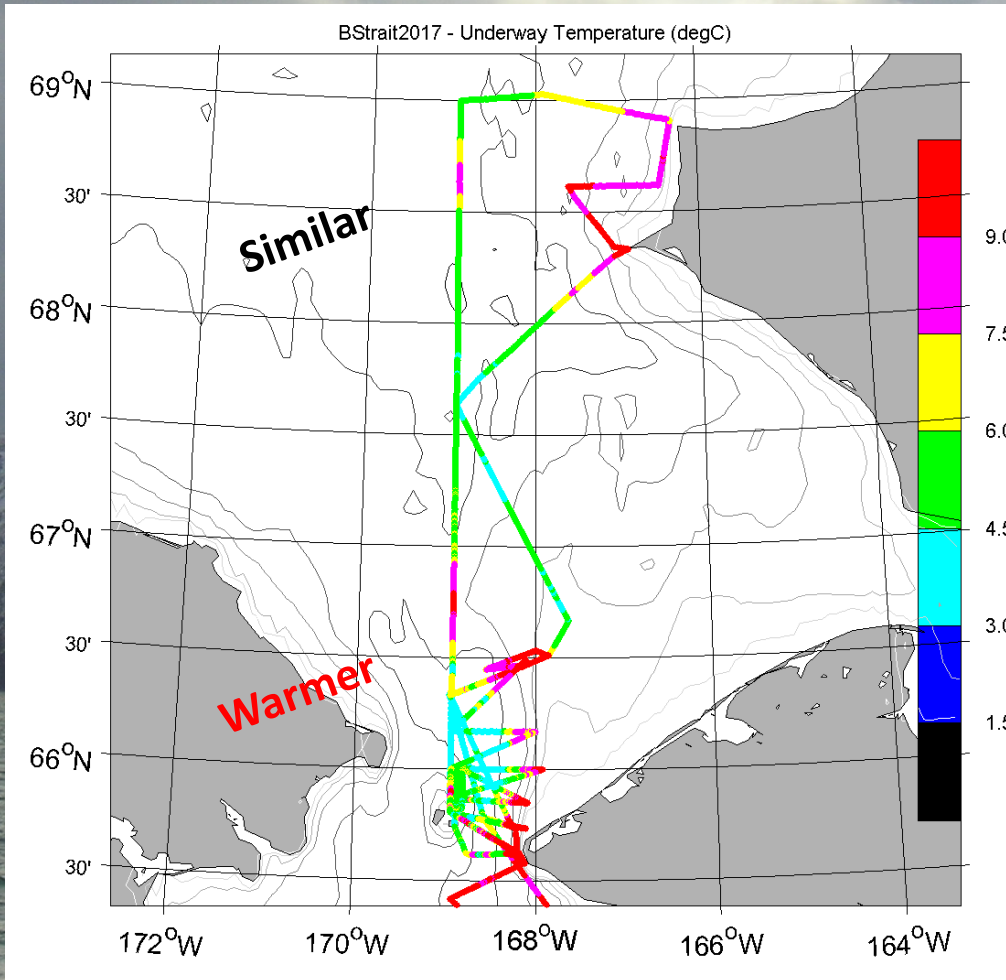 BStrait2017 - Underway Temperature (degC)
69°N
30'
68°N
30'
67°N
30'
66°N
30'
172°W
170°W
168°W
166°W
164°W
Similar
Warmer
9.0
7.5
6.0
4.5
3.0
1.5